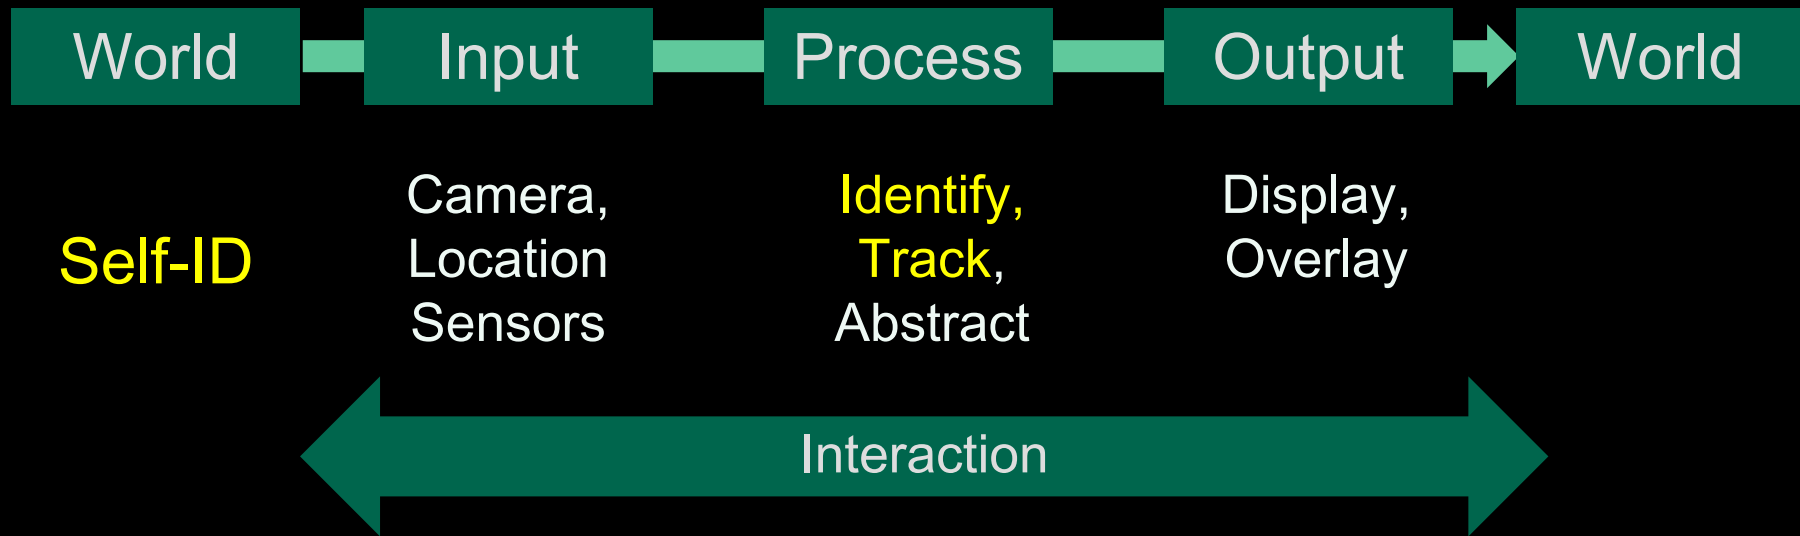 World Input Process Output World
Self-ID
Camera,
Location
Sensors
Identify,
Track,
Abstract
Display,
Overlay
Interaction